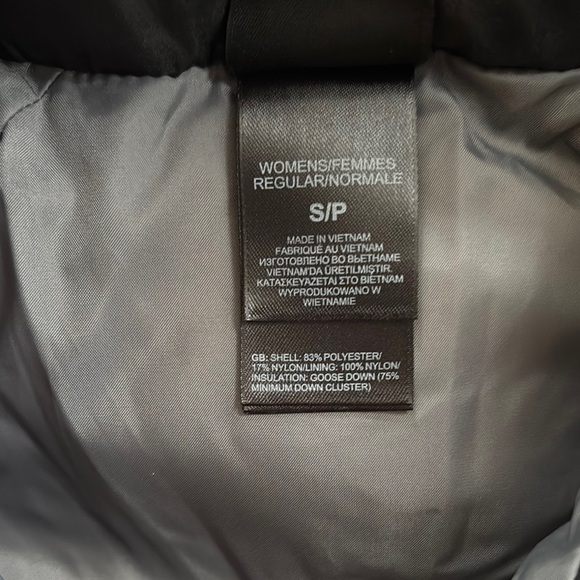 WOMENS/FEMMES
REGULAR/NORMALE
S/P
MADE IN VIETNAM
FABRIQUÉ AU VIETNAM
ИЗГОТОВЛЕНО ВО ВЬЕТНАМЕ
VIETNAM'DA ÜRETILMIŞTIR.
ΚΑΤΑΣΚΕΥΑΖΕΤΑΙ ΣΤΟ ΒΙΕΤΝΑΜ
WYPRODUKOWANO W
WIETNAMIE
GB: SHELL: 83% POLYESTER/
17% NYLON/LINING: 100% NYLON/
INSULATION: GOOSE DOWN (75%
MINIMUM DOWN CLUSTER)